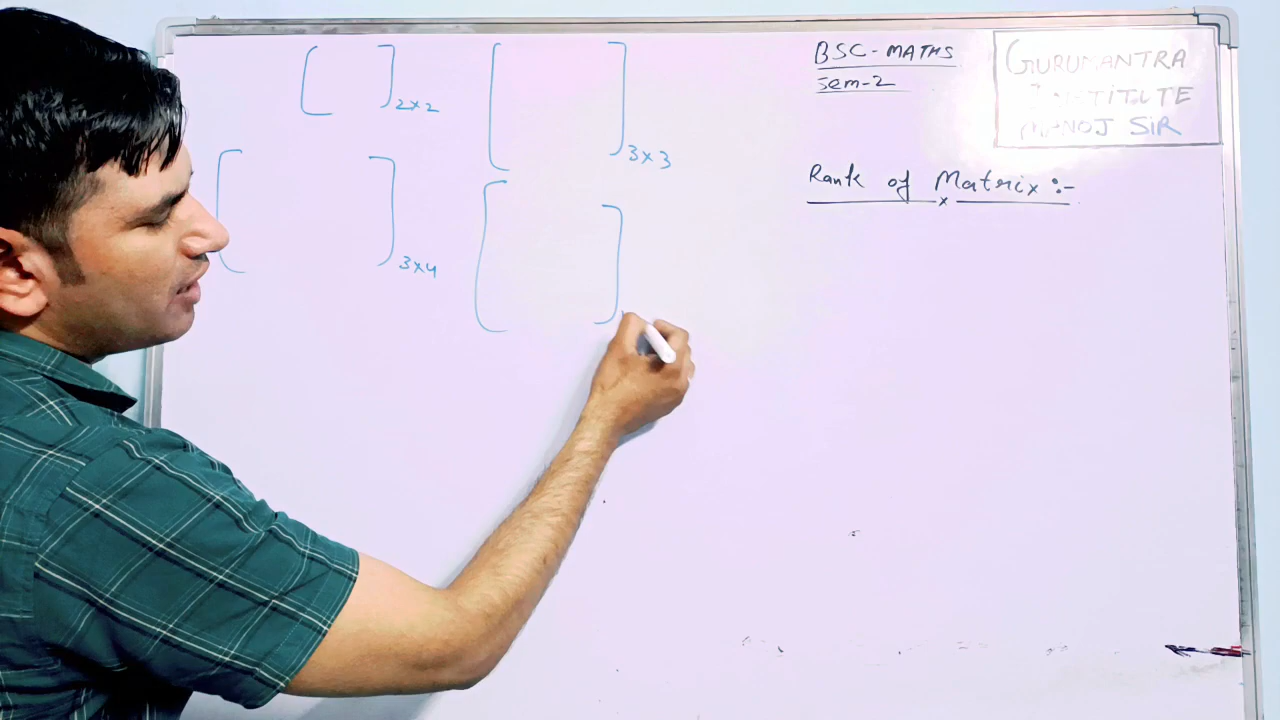 2×2
3×3
3×4
BSC-MATHS
Sem-2
GURUMANTRA
INSTITUTE
MANOJ SIR
Rank of Matrix :-
×